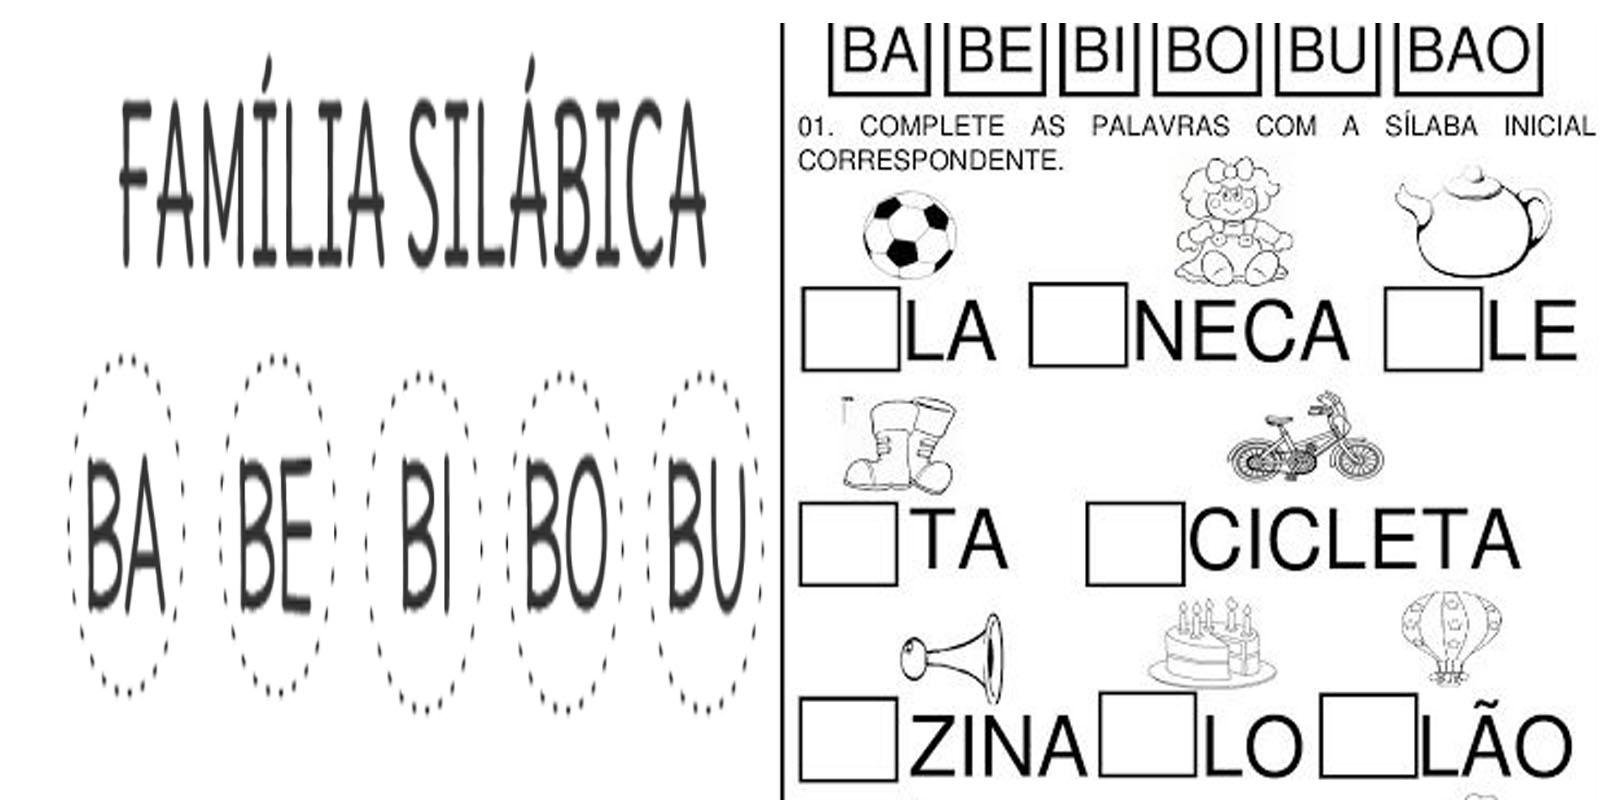 FAMÍLIA SILÁBICA
BA BE BI BO BU
BA BE BI BO BU BAO
01. COMPLETE AS PALAVRAS COM A SÍLABA INICIAL
CORRESPONDENTE.
LA NECA LE
TA CICLETA
ZINA LO LÃO